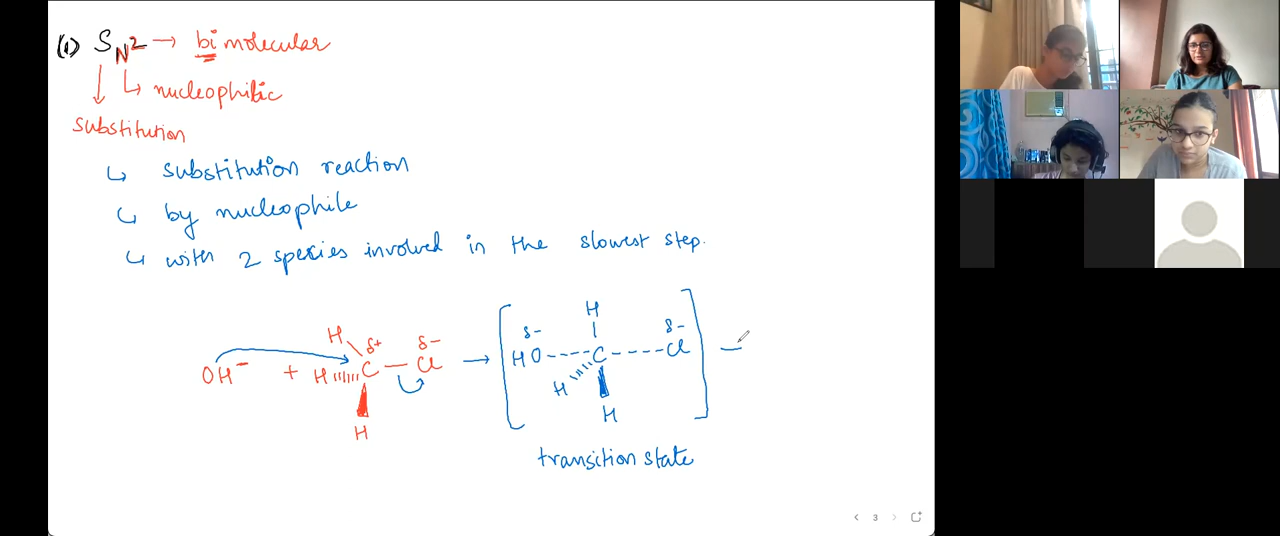 (1) SN2 → bimolecular
↳ nucleophilic
substitution
↳ substitution reaction
↳ by nucleophile
↳ with 2 species involved in the slowest step.
H H
δ+ δ- δ- δ-
OH- + H C — Cl → [ HO ---- C ---- Cl ] —
H H
H
transition state
3